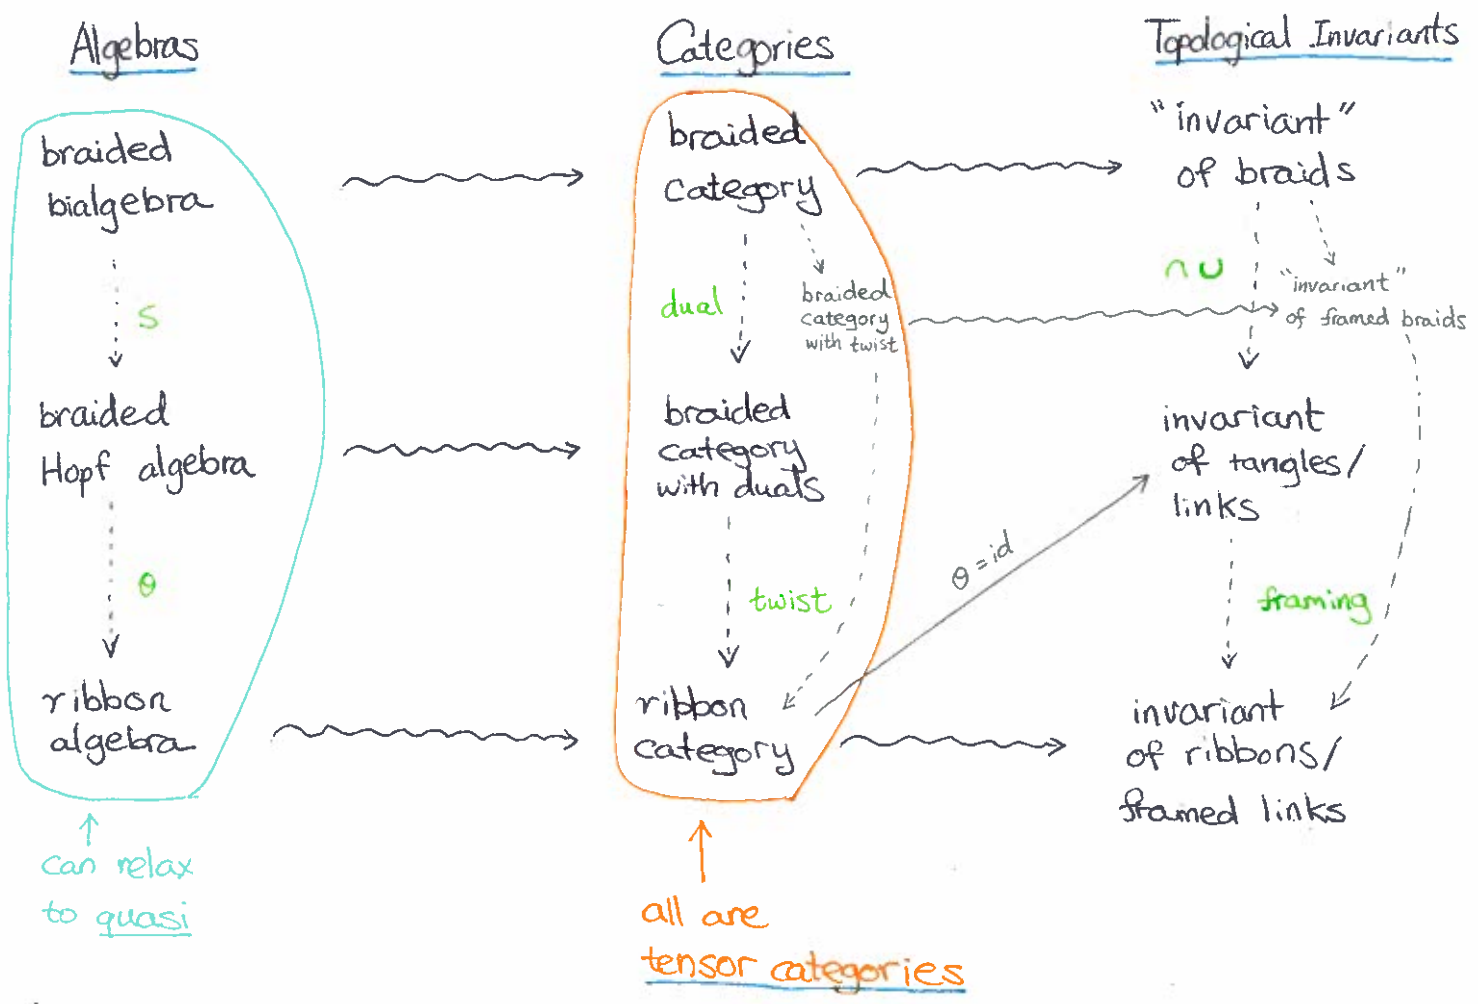 Algebras
Categories
Topological Invariants
braided
bialgebra
S
braided
Hopf algebra
θ
ribbon
algebra
can relax
to quasi
braided
category
dual
braided
category
with twist
braided
category
with duals
twist
ribbon
category
θ = id
all are
tensor categories
"invariant"
of braids
∩ ∪
"invariant"
of framed braids
invariant
of tangles/
links
framing
invariant
of ribbons/
framed links